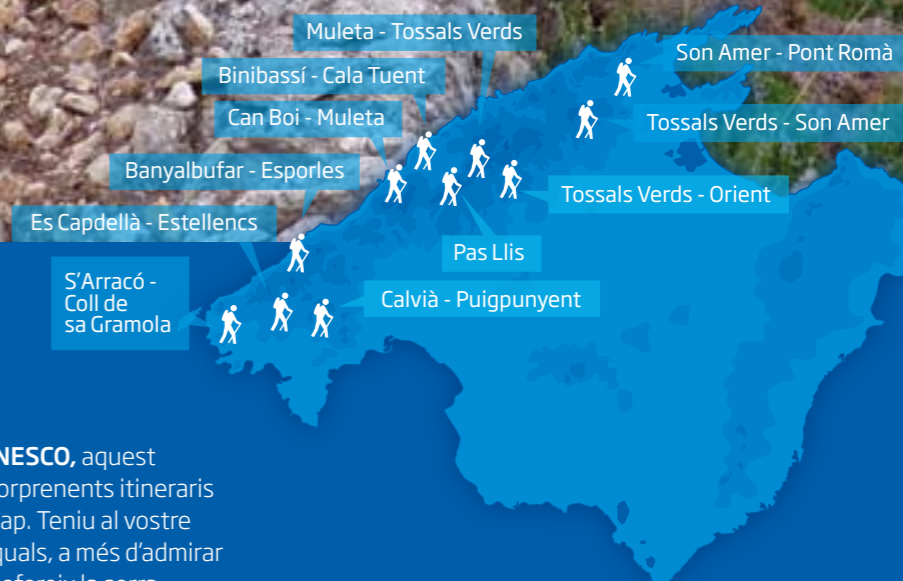 Muleta - Tossals Verds
Son Amer - Pont Romà
Binibassí - Cala Tuent
Can Boi - Muleta
Tossals Verds - Son Amer
Banyalbufar - Esporles
Tossals Verds - Orient
Es Capdellà - Estellencs
Pas Llis
S'Arracó -
Coll de
sa Gramola
Calvià - Puigpunyent
NESCO, aquest
orprenents itineraris
ap. Teniu al vostre
quals, a més d'admirar
la serra